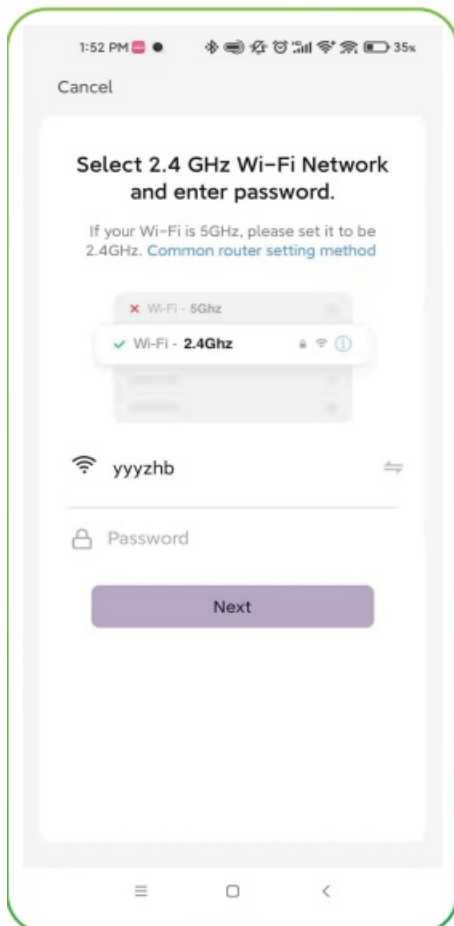 1:52 PM 35%
Cancel
Select 2.4 GHz Wi-Fi Network
and enter password.
If your Wi-Fi is 5GHz, please set it to be
2.4GHz. Common router setting method
Wi-Fi - 5Ghz
Wi-Fi - 2.4Ghz
yyyzhb
Password
Next